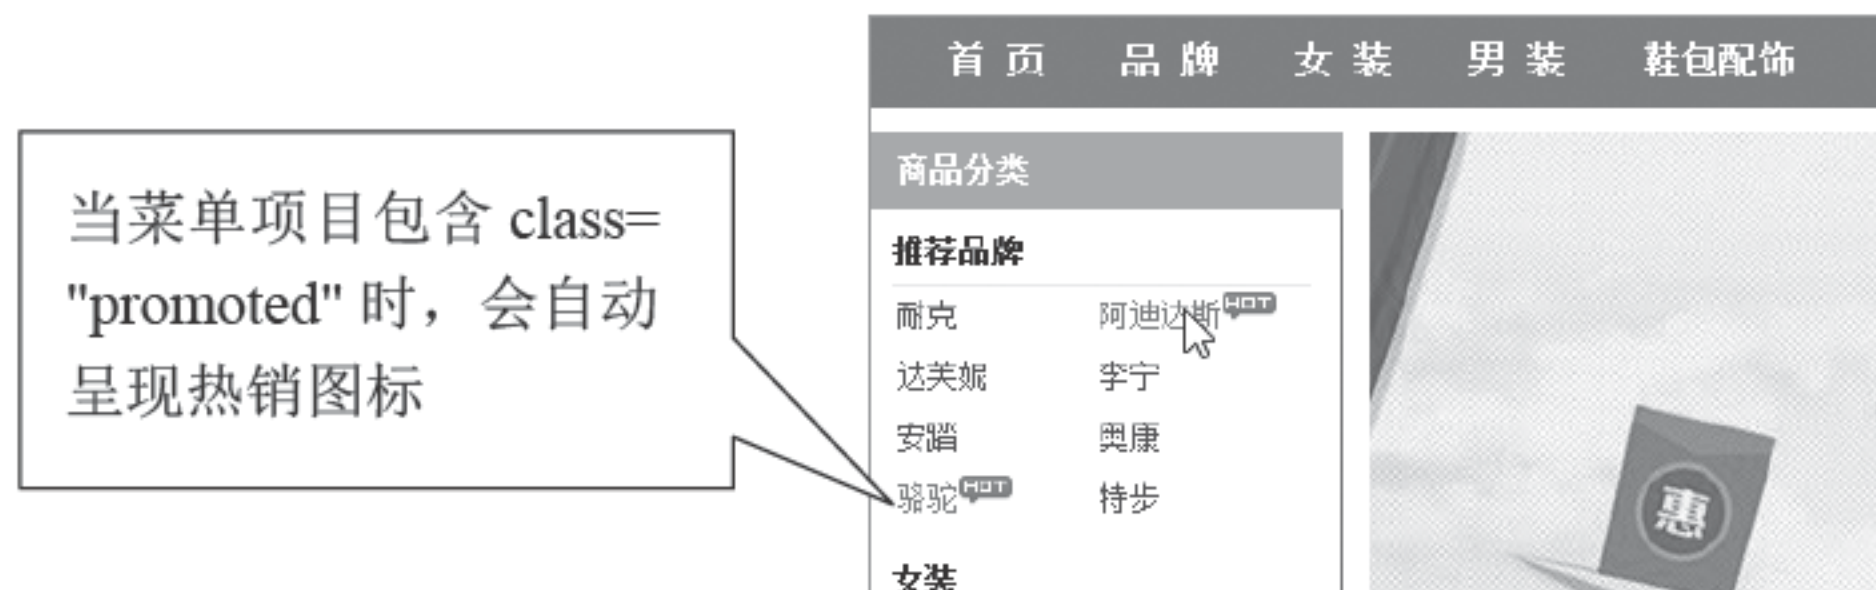 首 页 品 牌 女 装 男 装 鞋包配饰
当菜单项目包含 class=
"promoted" 时，会自动
呈现热销图标
商品分类
推荐品牌
耐克 阿迪达斯 HOT
达芙妮 李宁
安踏 奥康
骆驼 HOT 特步
女装
惠